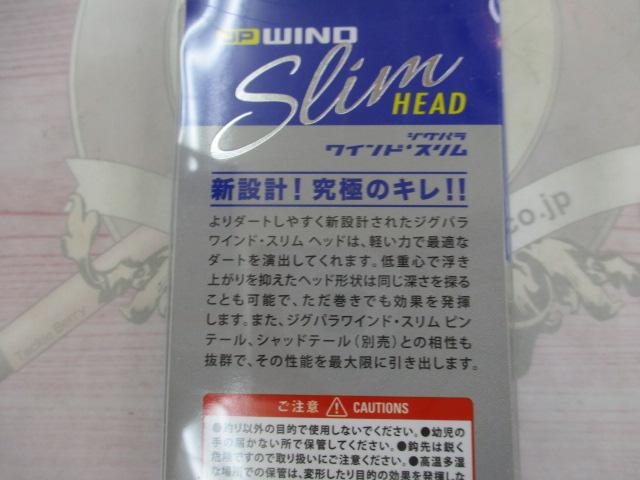 JP WIND
Slim
HEAD
ジグパラ
ワインド・スリム
新設計！究極のキレ!!
よりダートしやすく新設計されたジグパラ
ワインド・スリム ヘッドは、軽い力で最適な
ダートを演出してくれます。低重心で浮き
上がりを抑えたヘッド形状は同じ深さを探る
ことも可能で、ただ巻きでも効果を発揮
します。また、ジグパラワインド・スリム ピン
テール、シャッドテール（別売）との相性も
抜群で、その性能を最大限に引き出します。
ご注意 CAUTIONS
●釣り以外の目的で使用しないでください。●幼児の
手の届かない所で保管してください。●鈎先は鋭く
危険ですので取り扱いにご注意ください。●高温多湿
な場所での保管は、変形したり目的の効果を発揮しな
co.jp
Tackle Berry